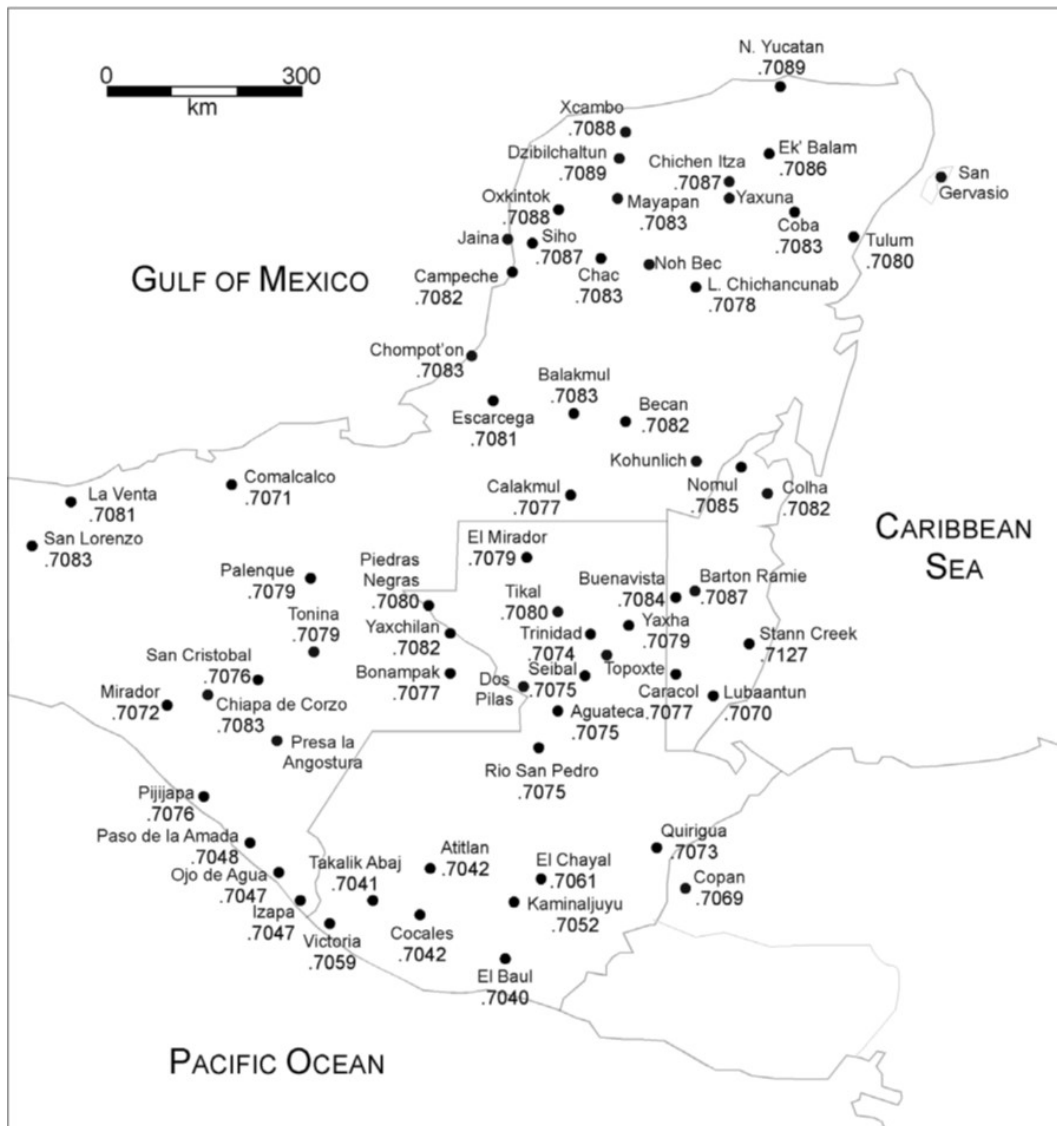 N. Yucatan
.7089
0 300
km
Xcambo
.7088
Dzibilchaltun
.7089
Chichen Itza
.7087
Ek' Balam
.7086
San
Gervasio
Oxkintok
.7088
Mayapan
.7083
Yaxuna
Coba
.7083
Jaina
Siho
.7087
Tulum
.7080
GULF OF MEXICO
Campeche
.7082
Chac
.7083
Noh Bec
L. Chichancunab
.7078
Chompot'on
.7083
Balakmul
.7083
Escarcega
.7081
Becan
.7082
Kohunlich
Comalcalco
.7071
La Venta
.7081
Calakmul
.7077
Nomul
.7085
Colha
.7082
CARIBBEAN
SEA
San Lorenzo
.7083
El Mirador
.7079
Palenque
.7079
Piedras
Negras
.7080
Tikal
.7080
Buenavista
.7084
Barton Ramie
.7087
Tonina
.7079
Yaxchilan
.7082
Trinidad
.7074
Yaxha
.7079
Stann Creek
.7127
San Cristobal
.7076
Bonampak
.7077
Dos
Pilas
Seibal
.7075
Topoxte
Caracol
.7077
Lubaantun
.7070
Mirador
.7072
Chiapa de Corzo
.7083
Aguateca
.7075
Presa la
Angostura
Rio San Pedro
.7075
Pijijapa
.7076
Paso de la Amada
.7048
Ojo de Agua
.7047
Takalik Abaj
.7041
Atitlan
.7042
El Chayal
.7061
Quirigua
.7073
Copan
.7069
Izapa
.7047
Kaminaljuyu
.7052
Victoria
.7059
Cocales
.7042
El Baul
.7040
PACIFIC OCEAN